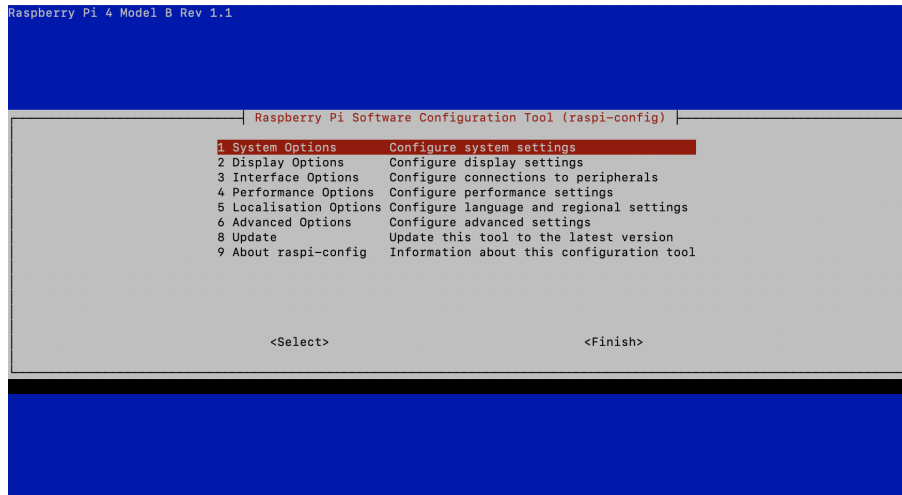 Raspberry Pi 4 Model B Rev 1.1
Raspberry Pi Software Configuration Tool (raspi-config)
1 System Options Configure system settings
2 Display Options Configure display settings
3 Interface Options Configure connections to peripherals
4 Performance Options Configure performance settings
5 Localisation Options Configure language and regional settings
6 Advanced Options Configure advanced settings
8 Update Update this tool to the latest version
9 About raspi-config Information about this configuration tool
<Select> <Finish>